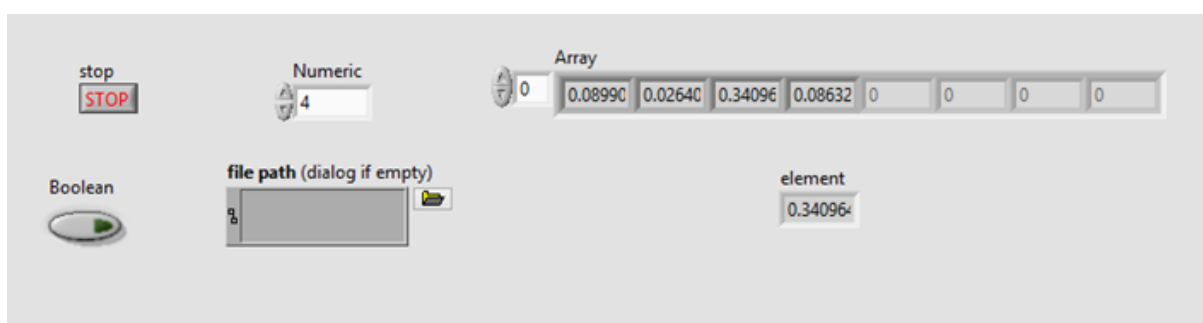 stop
STOP
Numeric
4
Array
0 0.08990 0.02640 0.34096 0.08632 0 0 0 0
Boolean
file path (dialog if empty)
element
0.340964